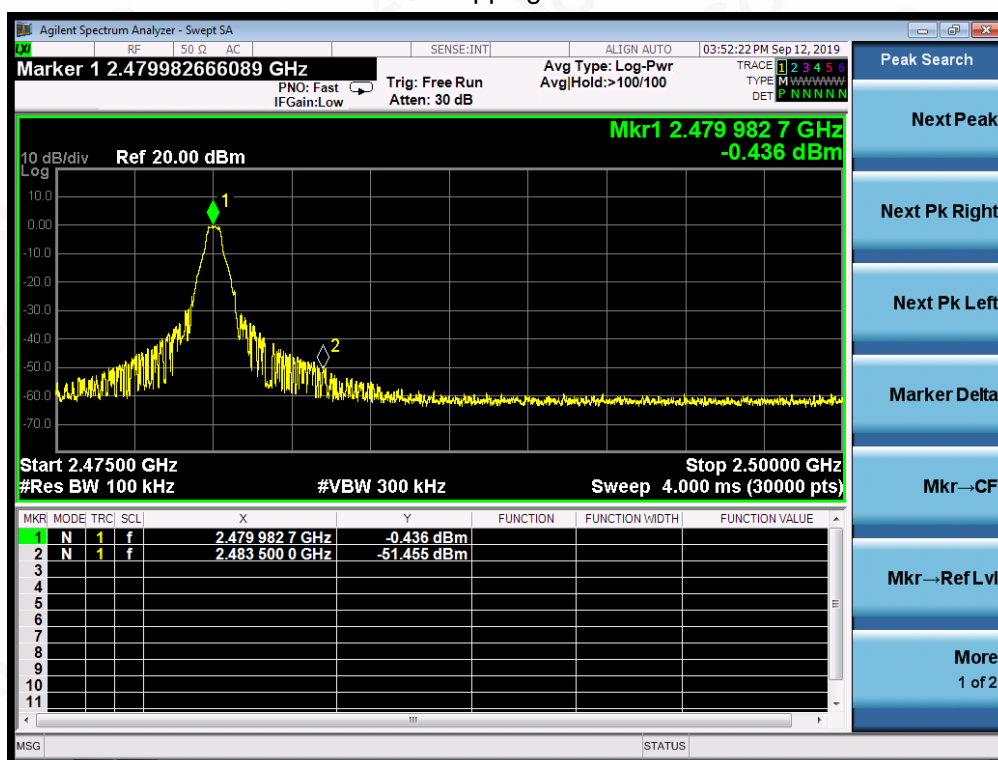 Agilent Spectrum Analyzer - Swept SA
LXI RF 50 Ω AC SENSE:INT ALIGN AUTO 03:52:22 PM Sep 12, 2019
Marker 1 2.479982666089 GHz
PNO: Fast
IFGain:Low
Trig: Free Run
Atten: 30 dB
Avg Type: Log-Pwr
Avg|Hold:>100/100
TRACE 1 2 3 4 5 6
TYPE M W W W W W
DET P N N N N N
Mkr1 2.479 982 7 GHz
-0.436 dBm
10 dB/div Ref 20.00 dBm
Log
10.0
0.00
-10.0
-20.0
-30.0
-40.0
-50.0
-60.0
-70.0
1
2
Start 2.47500 GHz Stop 2.50000 GHz
#Res BW 100 kHz #VBW 300 kHz Sweep 4.000 ms (30000 pts)
MKR MODE TRC SCL X Y FUNCTION FUNCTION WIDTH FUNCTION VALUE
1 N 1 f 2.479 982 7 GHz -0.436 dBm
2 N 1 f 2.483 500 0 GHz -51.455 dBm
3
4
5
6
7
8
9
10
11
MSG STATUS
Peak Search
Next Peak
Next Pk Right
Next Pk Left
Marker Delta
Mkr→CF
Mkr→Ref Lvl
More
1 of 2